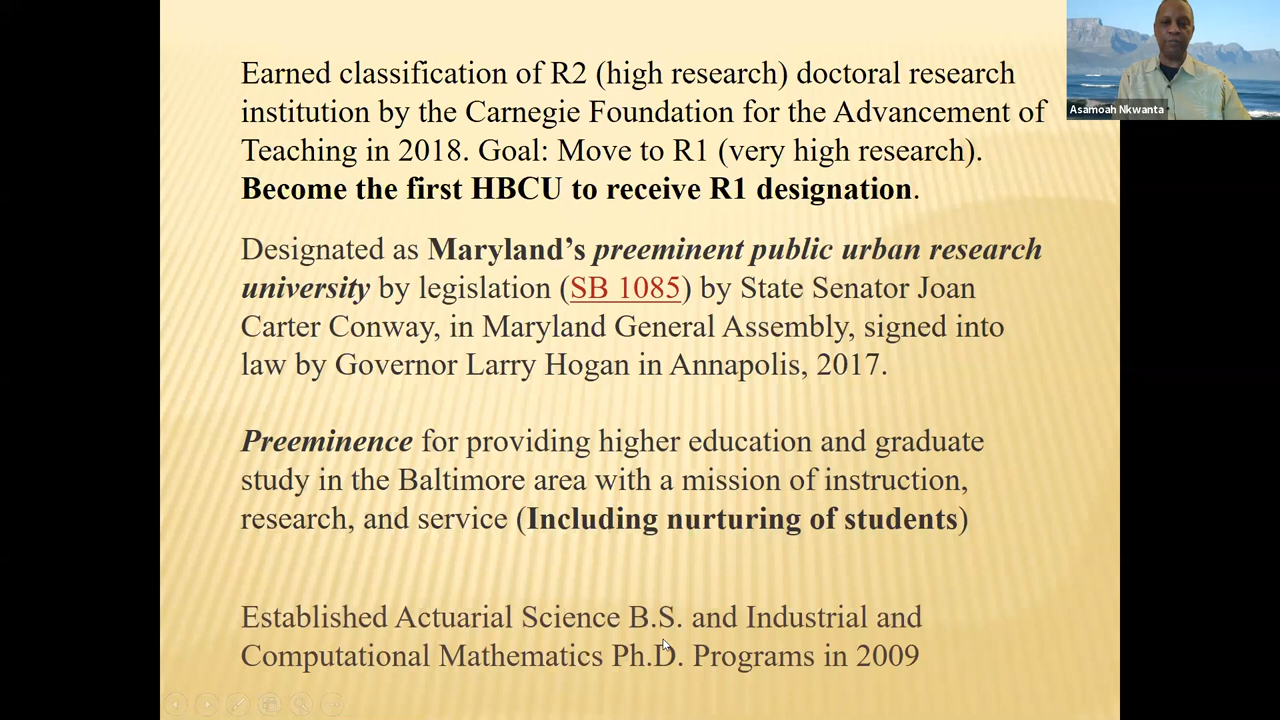 Earned classification of R2 (high research) doctoral research
institution by the Carnegie Foundation for the Advancement of
Teaching in 2018. Goal: Move to R1 (very high research).
Become the first HBCU to receive R1 designation.
Designated as Maryland’s preeminent public urban research
university by legislation (SB 1085) by State Senator Joan
Carter Conway, in Maryland General Assembly, signed into
law by Governor Larry Hogan in Annapolis, 2017.
Preeminence for providing higher education and graduate
study in the Baltimore area with a mission of instruction,
research, and service (Including nurturing of students)
Established Actuarial Science B.S. and Industrial and
Computational Mathematics Ph.D. Programs in 2009
Asamoah Nkwanta